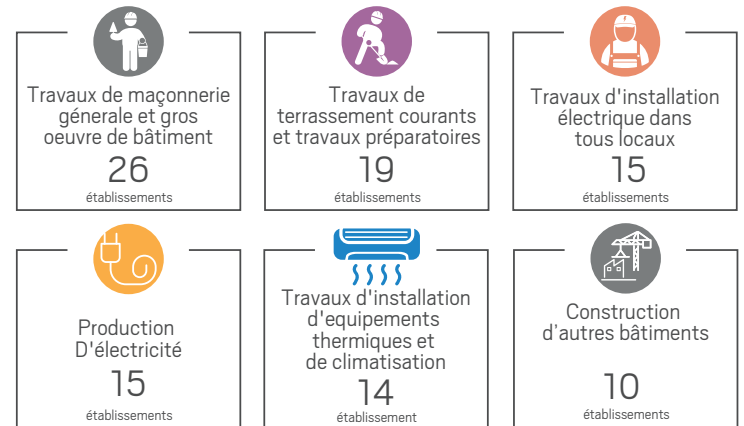 Travaux de maçonnerie
génerale et gros
oeuvre de bâtiment
26
établissements
Travaux de
terrassement courants
et travaux préparatoires
19
établissements
Travaux d'installation
électrique dans
tous locaux
15
établissements
Production
D'électricité
15
établissements
Travaux d'installation
d'equipements
thermiques et
de climatisation
14
établissement
Construction
d’autres bâtiments
10
établissements